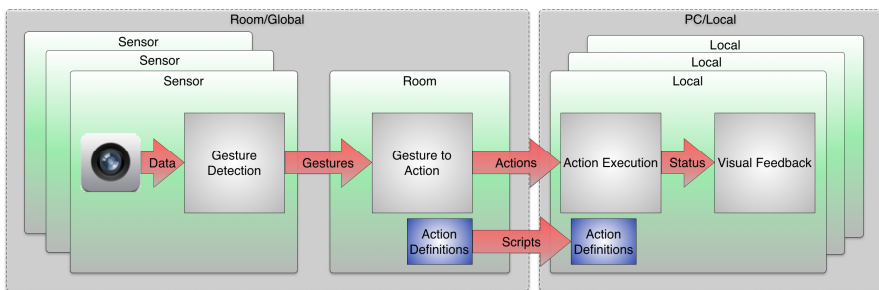 Room/Global
PC/Local
Sensor
Sensor
Sensor
Room
Local
Local
Local
Data
Gesture
Detection
Gestures
Gesture to
Action
Actions
Action Execution
Status
Visual Feedback
Action
Definitions
Scripts
Action
Definitions